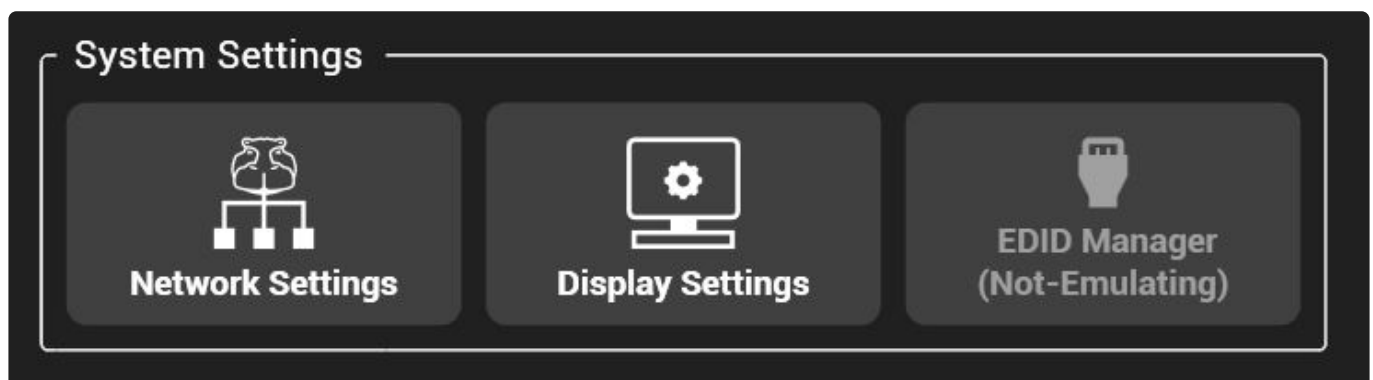 System Settings
Network Settings
Display Settings
EDID Manager
(Not-Emulating)